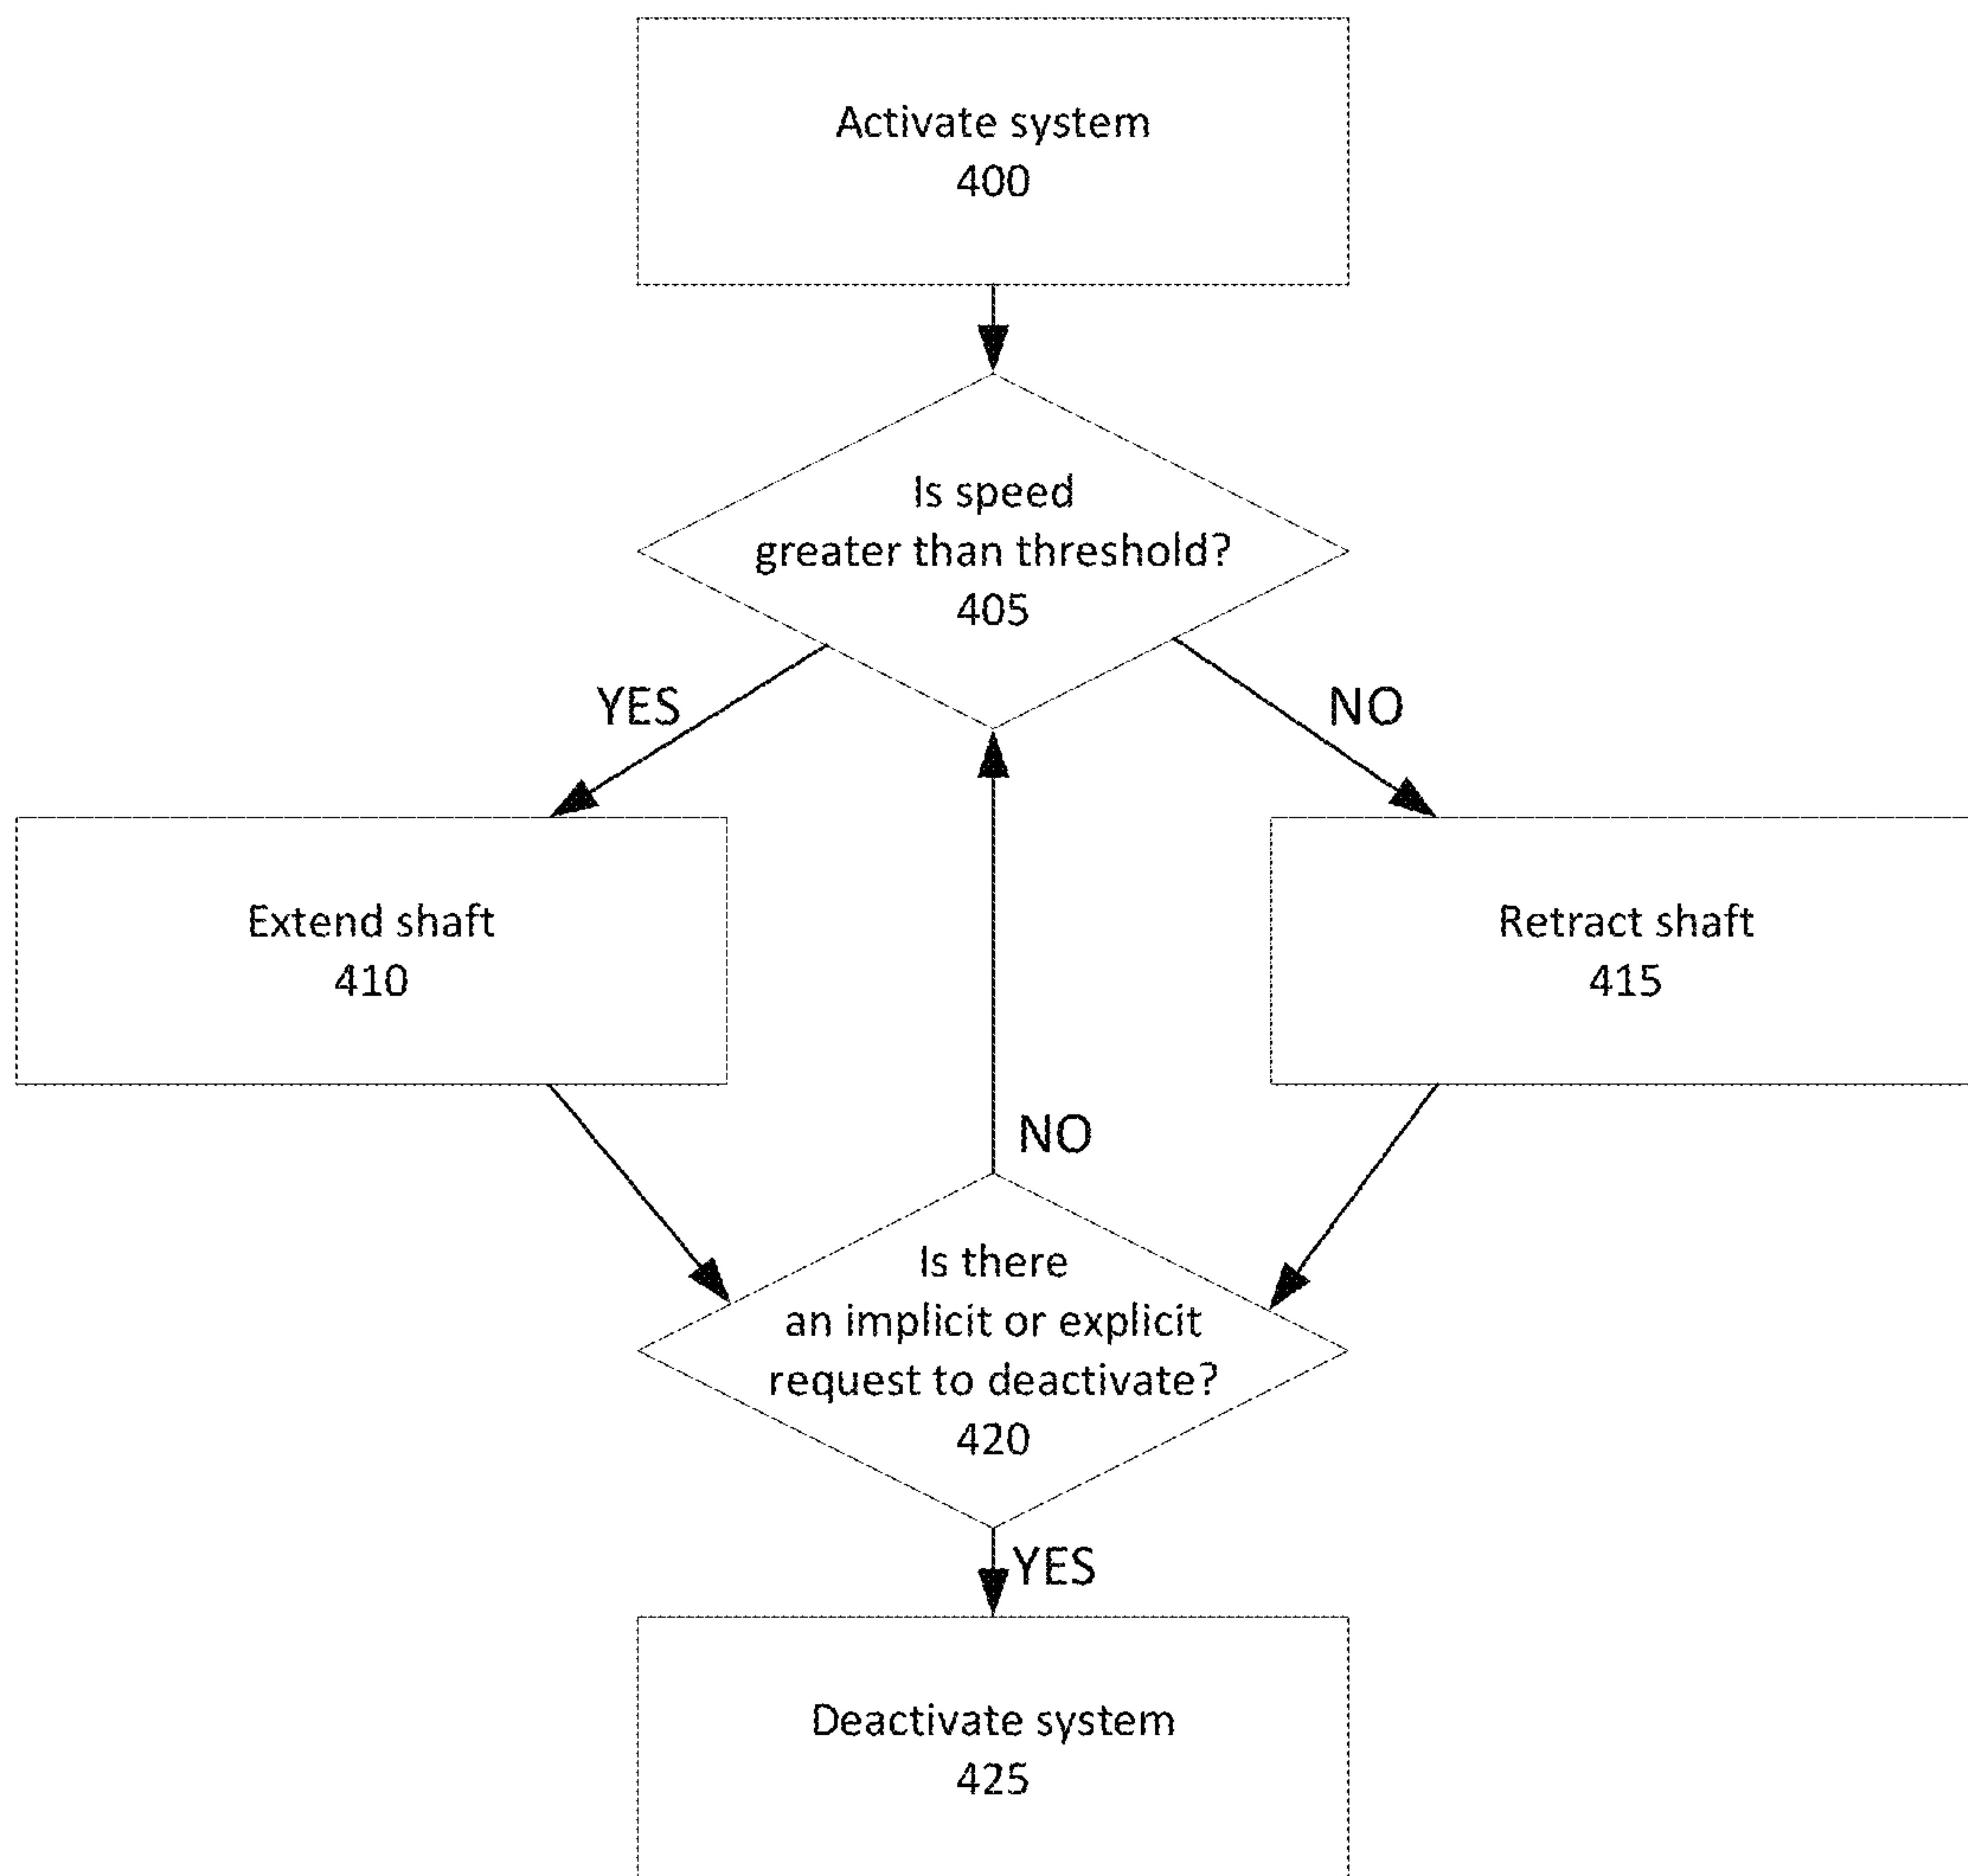 Activate system
400
Is speed
greater than threshold?
405
YES
NO
Extend shaft
410
Retract shaft
415
NO
Is there
an implicit or explicit
request to deactivate?
420
YES
Deactivate system
425